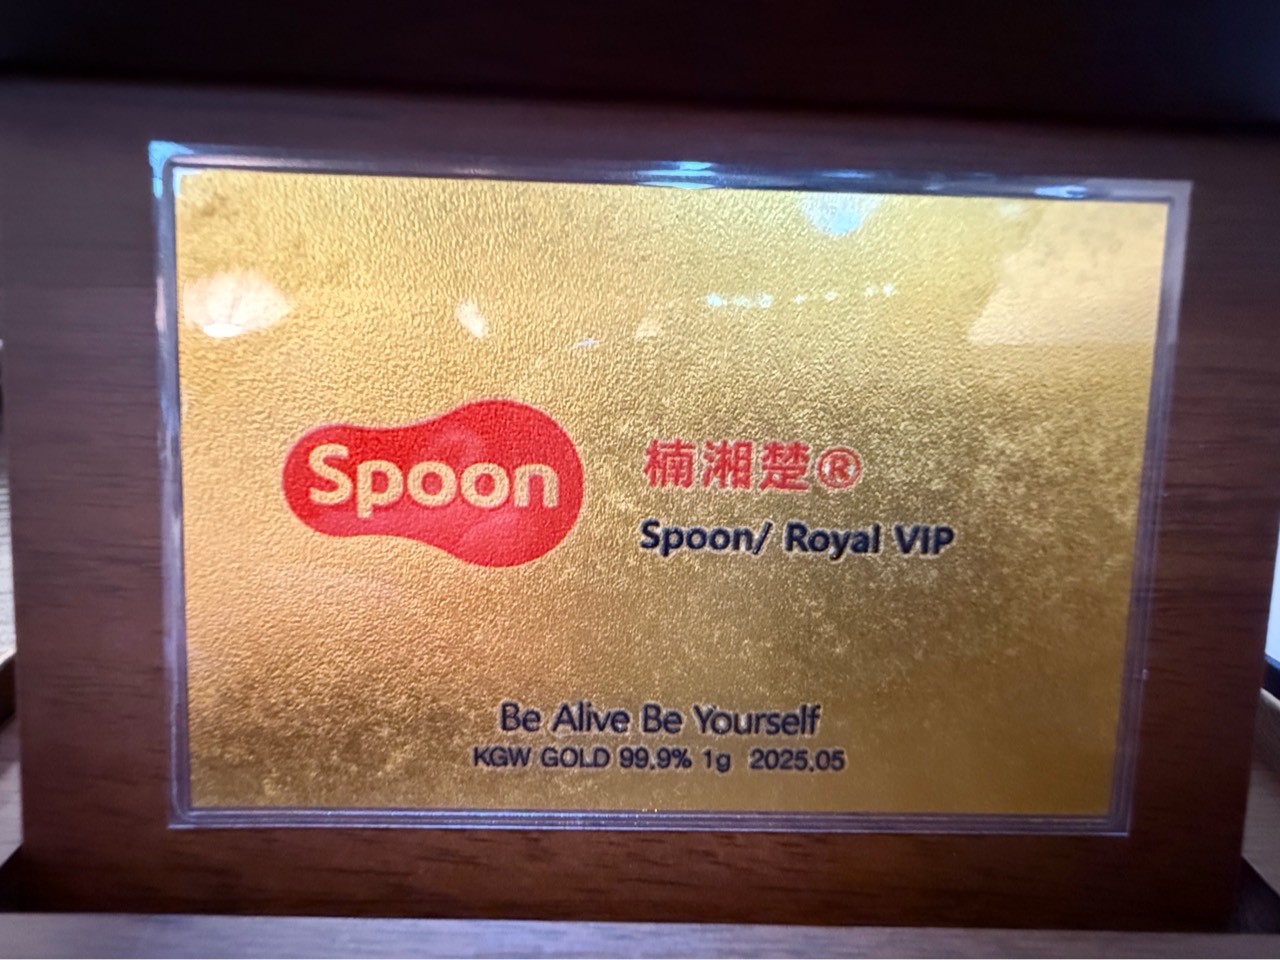 Spoon
楠湘楚®
Spoon/ Royal VIP
Be Alive Be Yourself
KGW GOLD 99.9% 1g 2025.05